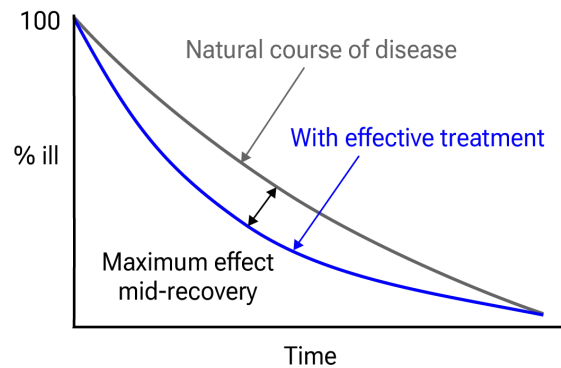 100
Natural course of disease
With effective treatment
% ill
Maximum effect
mid-recovery
Time